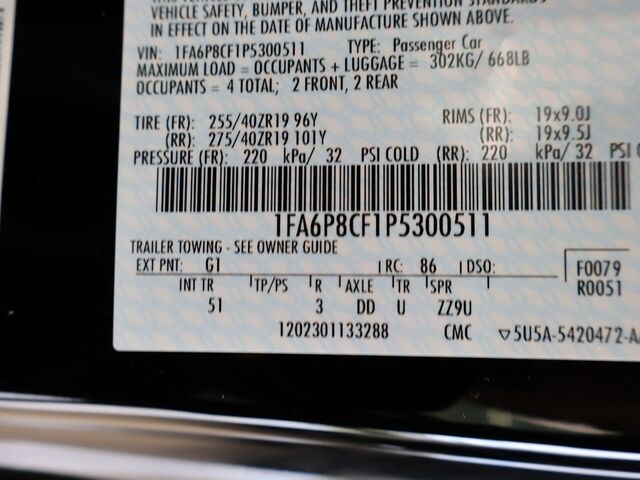 VEHICLE SAFETY, BUMPER, AND THEFT PREVENTION STANDARDS
IN EFFECT ON THE DATE OF MANUFACTURE SHOWN ABOVE.
VIN: 1FA6P8CF1P5300511 TYPE: Passenger Car
MAXIMUM LOAD = OCCUPANTS + LUGGAGE = 302KG/ 668LB
OCCUPANTS = 4 TOTAL; 2 FRONT, 2 REAR
TIRE (FR): 255/40ZR19 96Y RIMS (FR): 19x9.0J
(RR): 275/40ZR19 101Y (RR): 19x9.5J
PRESSURE (FR): 220 kPa/ 32 PSI COLD (RR): 220 kPa/ 32 PSI
1FA6P8CF1P5300511
TRAILER TOWING - SEE OWNER GUIDE
EXT PNT: G1 RC: 86 DSO: F0079
INT TR TP/PS R AXLE TR SPR R0051
51 3 DD U ZZ9U
1202301133288 CMC ▽5U5A-5420472-A